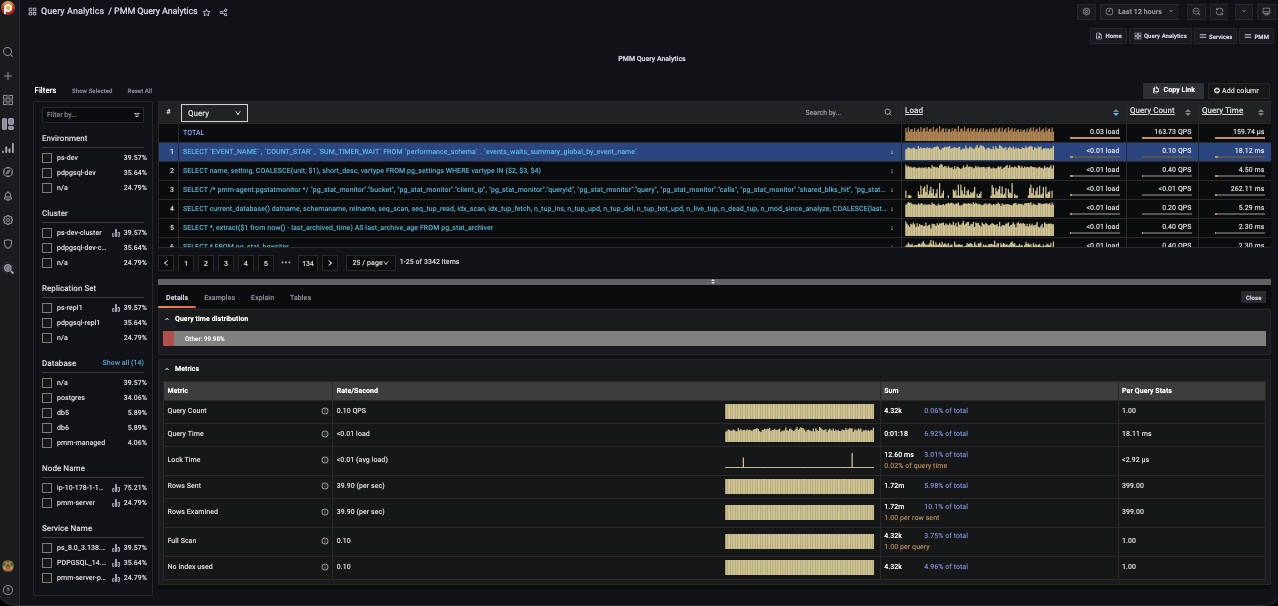 Query Analytics / PMM Query Analytics
Last 12 hours
Home Query Analytics Services PMM
PMM Query Analytics
Filters Show Selected Reset All
Copy Link Add column
Filter by...
Environment
ps-dev 39.57%
pdpgsql-dev 35.64%
n/a 24.79%
Cluster
ps-dev-cluster 39.57%
pdpgsql-dev-c... 35.64%
n/a 24.79%
Replication Set
ps-repl1 39.57%
pdpgsql-repl1 35.64%
n/a 24.79%
Database Show all (14)
n/a 39.57%
postgres 34.06%
db5 5.89%
db6 5.89%
pmm-managed 4.06%
Node Name
ip-10-178-1-1... 75.21%
pmm-server 24.79%
Service Name
ps_8.0_3.138.... 39.57%
PDPGSQL_14.... 35.64%
pmm-server-p... 24.79%
# Query Search by... Load Query Count Query Time
TOTAL 0.03 load 163.73 QPS 159.74 µs
1 SELECT `EVENT_NAME` , `COUNT_STAR` , `SUM_TIMER_WAIT` FROM `performance_schema` . `events_waits_summary_global_by_event_name` <0.01 load 0.10 QPS 18.12 ms
2 SELECT name, setting, COALESCE(unit, $1), short_desc, vartype FROM pg_settings WHERE vartype IN ($2, $3, $4) <0.01 load 0.40 QPS 4.50 ms
3 SELECT /* pmm-agent:pgstatmonitor */ "pg_stat_monitor"."bucket", "pg_stat_monitor"."client_ip", "pg_stat_monitor"."queryid", "pg_stat_monitor"."query", "pg_stat_monitor"."calls", "pg_stat_monitor"."shared_blks_hit", "pg_stat... <0.01 load <0.01 QPS 262.11 ms
4 SELECT current_database() datname, schemaname, relname, seq_scan, seq_tup_read, idx_scan, idx_tup_fetch, n_tup_ins, n_tup_upd, n_tup_del, n_tup_hot_upd, n_live_tup, n_dead_tup, n_mod_since_analyze, COALESCE(last... <0.01 load 0.20 QPS 5.29 ms
5 SELECT *, extract($1 from now() - last_archived_time) AS last_archive_age FROM pg_stat_archiver <0.01 load 0.40 QPS 2.30 ms
6 SELECT * FROM pg_stat_bgwriter <0.01 load 0.40 QPS 2.30 ms
1 2 3 4 5 ••• 134 25 / page 1-25 of 3342 items
Details Examples Explain Tables Close
Query time distribution
Other: 99.98%
Metrics
Metric Rate/Second Sum Per Query Stats
Query Count 0.10 QPS 4.32k 0.06% of total 1.00
Query Time <0.01 load 0:01:18 6.92% of total 18.11 ms
Lock Time <0.01 (avg load) 12.60 ms 3.01% of total <2.92 µs
0.02% of query time
Rows Sent 39.90 (per sec) 1.72m 5.98% of total 399.00
Rows Examined 39.90 (per sec) 1.72m 10.1% of total 399.00
1.00 per row sent
Full Scan 0.10 4.32k 3.75% of total 1.00
1.00 per query
No index used 0.10 4.32k 4.96% of total 1.00